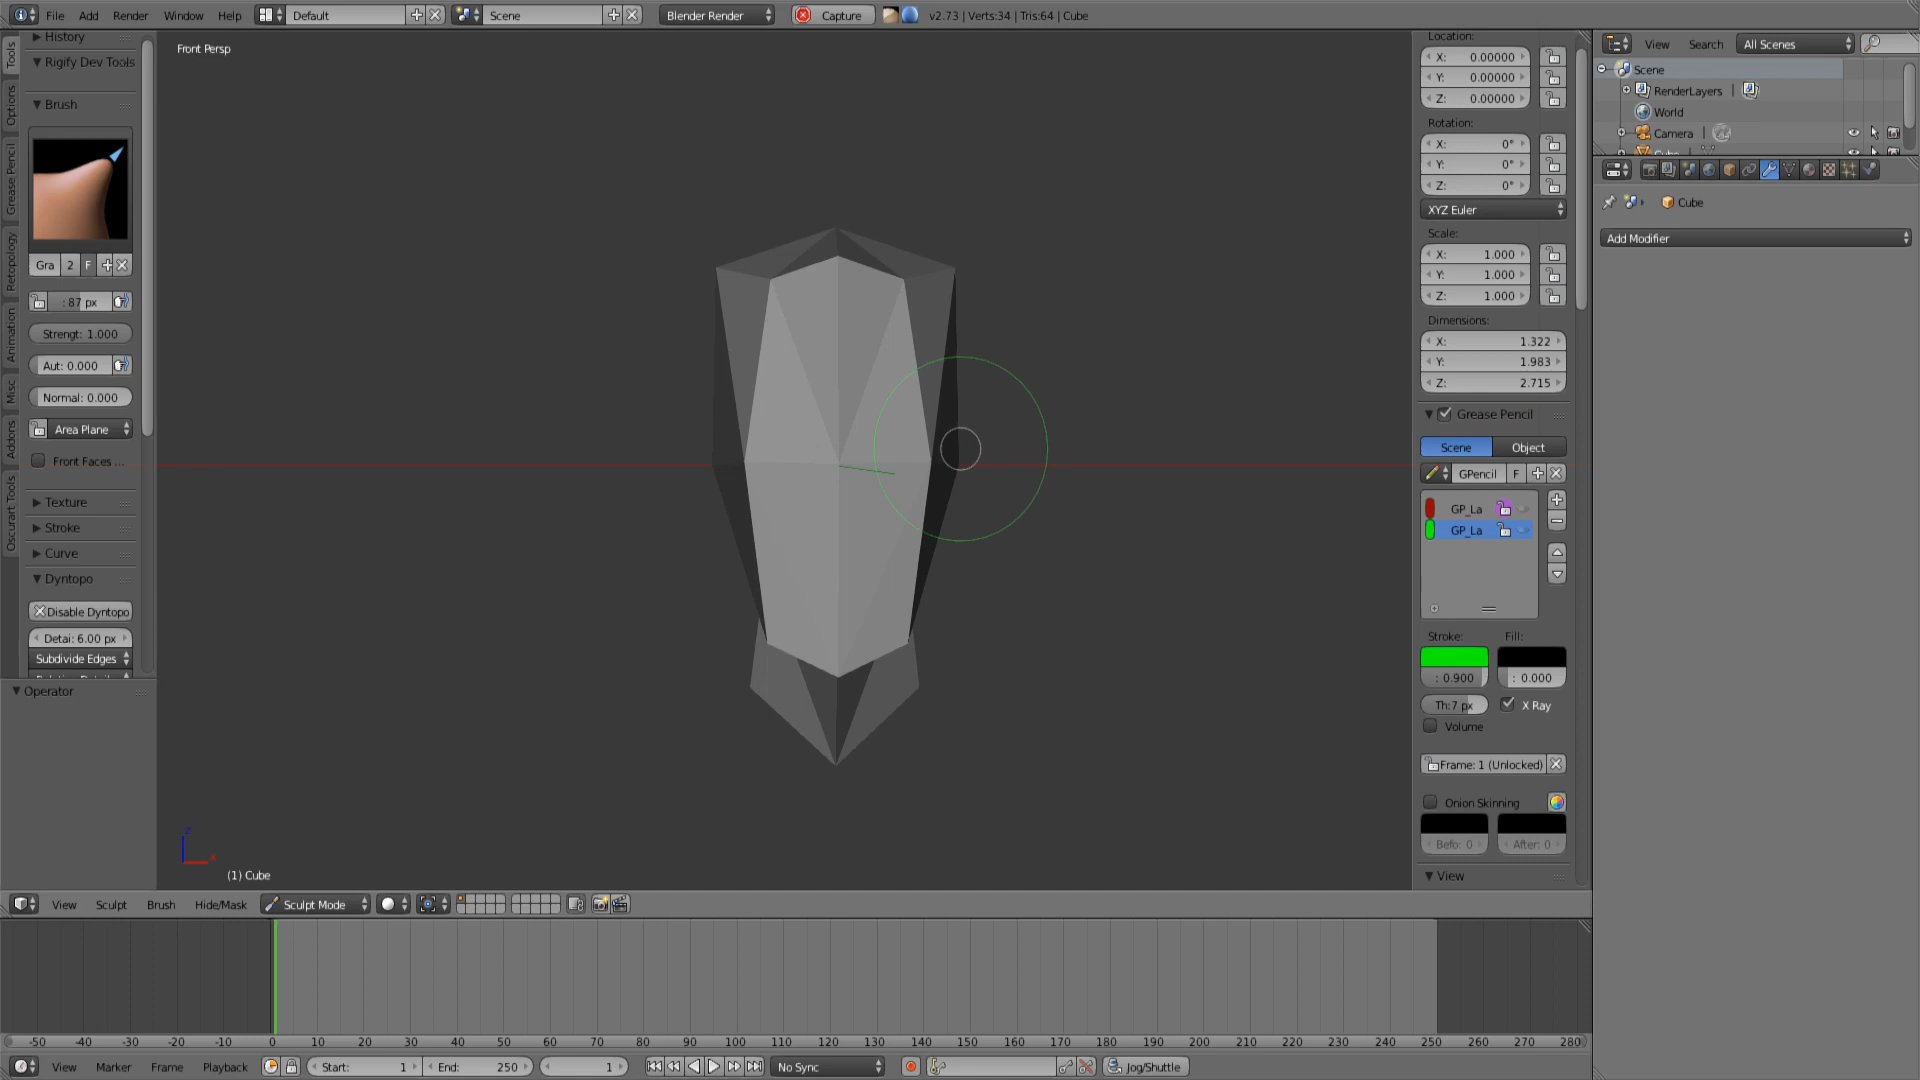 File Add Render Window Help Default Scene Blender Render Capture v2.73 | Verts:34 | Tris:64 | Cube
History
Rigify Dev Tools
Brush
Gra 2 F
: 87 px
Strengt: 1.000
Aut: 0.000
Normal: 0.000
Area Plane
Front Faces ...
Texture
Stroke
Curve
Dyntopo
Disable Dyntopo
Detai: 6.00 px
Subdivide Edges
Operator
Tools
Options
Grease Pencil
Retopology
Animation
Misc
Addons
Oscurart Tools
Front Persp
Z
x
(1) Cube
Location:
X: 0.00000
Y: 0.00000
Z: 0.00000
Rotation:
X: 0°
Y: 0°
Z: 0°
XYZ Euler
Scale:
X: 1.000
Y: 1.000
Z: 1.000
Dimensions:
X: 1.322
Y: 1.983
Z: 2.715
Grease Pencil
Scene Object
GPencil F
GP_La
GP_La
Stroke: Fill:
: 0.900 : 0.000
Th:7 px X Ray
Volume
Frame: 1 (Unlocked)
Onion Skinning
Befo: 0 After: 0
View
View Search All Scenes
Scene
RenderLayers
World
Camera
Cube
Add Modifier
View Sculpt Brush Hide/Mask Sculpt Mode
-50 -40 -30 -20 -10 0 10 20 30 40 50 60 70 80 90 100 110 120 130 140 150 160 170 180 190 200 210 220 230 240 250 260 270 280
View Marker Frame Playback Start: 1 End: 250 1 No Sync Jog/Shuttle